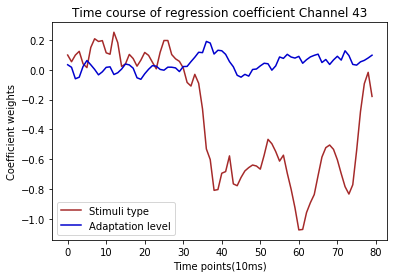 Time course of regression coefficient Channel 43
Coefficient weights
0.2
0.0
−0.2
−0.4
−0.6
−0.8
−1.0
Stimuli type
Adaptation level
0 10 20 30 40 50 60 70 80
Time points(10ms)